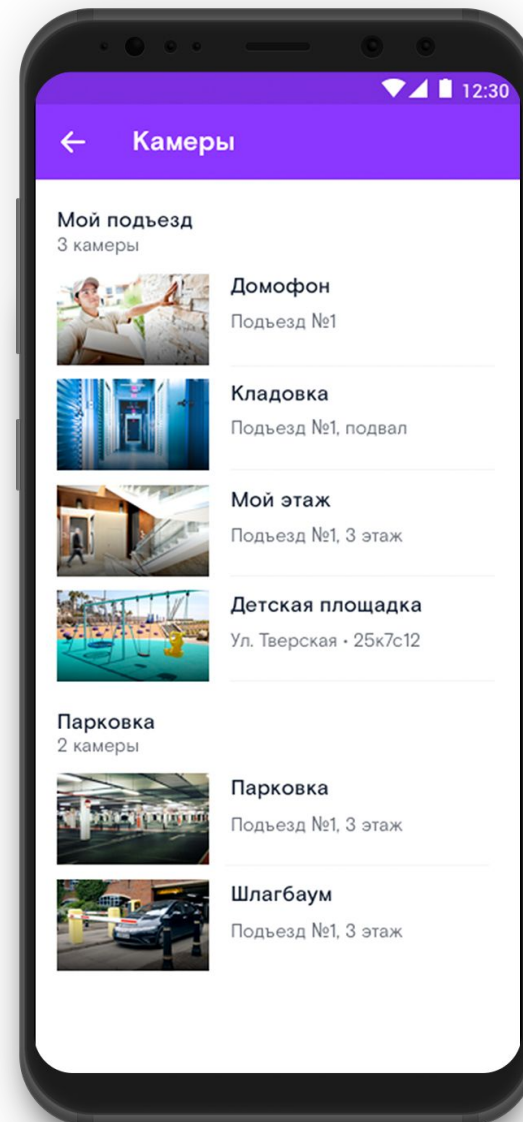 12:30
Камеры
Мой подъезд
3 камеры
Домофон
Подъезд №1
Кладовка
Подъезд №1, подвал
Мой этаж
Подъезд №1, 3 этаж
Детская площадка
Ул. Тверская • 25к7с12
Парковка
2 камеры
Парковка
Подъезд №1, 3 этаж
Шлагбаум
Подъезд №1, 3 этаж